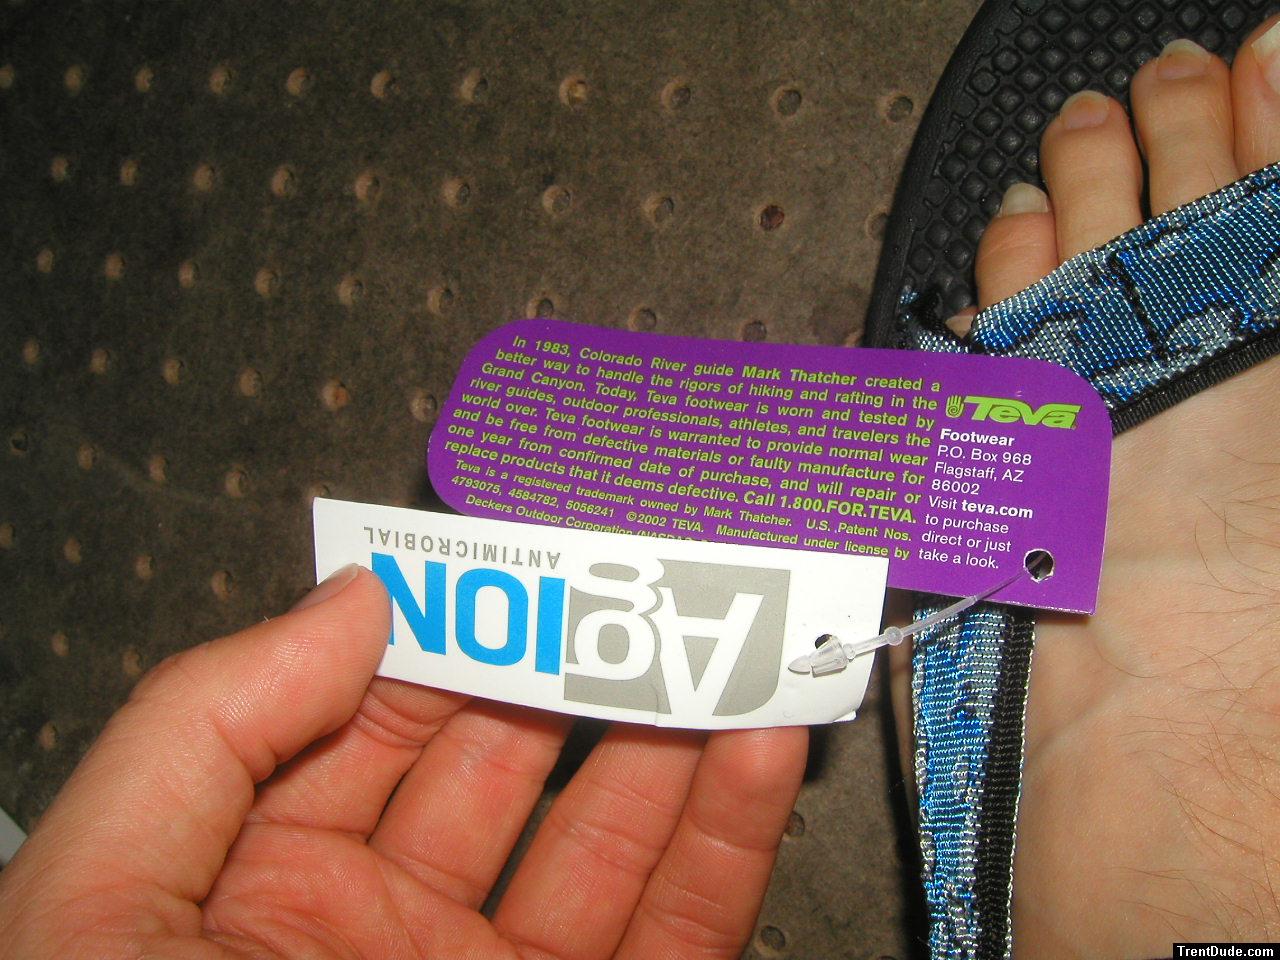 In 1983, Colorado River guide Mark Thatcher created a
better way to handle the rigors of hiking and rafting in the
Grand Canyon. Today, Teva footwear is worn and tested by
river guides, outdoor professionals, athletes, and travelers the
world over. Teva footwear is warranted to provide normal wear
and be free from defective materials or faulty manufacture for
one year from confirmed date of purchase, and will repair or
replace products that it deems defective. Call 1.800.FOR.TEVA.
Teva is a registered trademark owned by Mark Thatcher. U.S. Patent Nos.
4793075, 4584782, 5056241 ©2002 TEVA. Manufactured under license by
Deckers Outdoor Corporation
Teva
Footwear
P.O. Box 968
Flagstaff, AZ
86002
Visit teva.com
to purchase
direct or just
take a look.
AgION
ANTIMICROBIAL
TrentDude.com